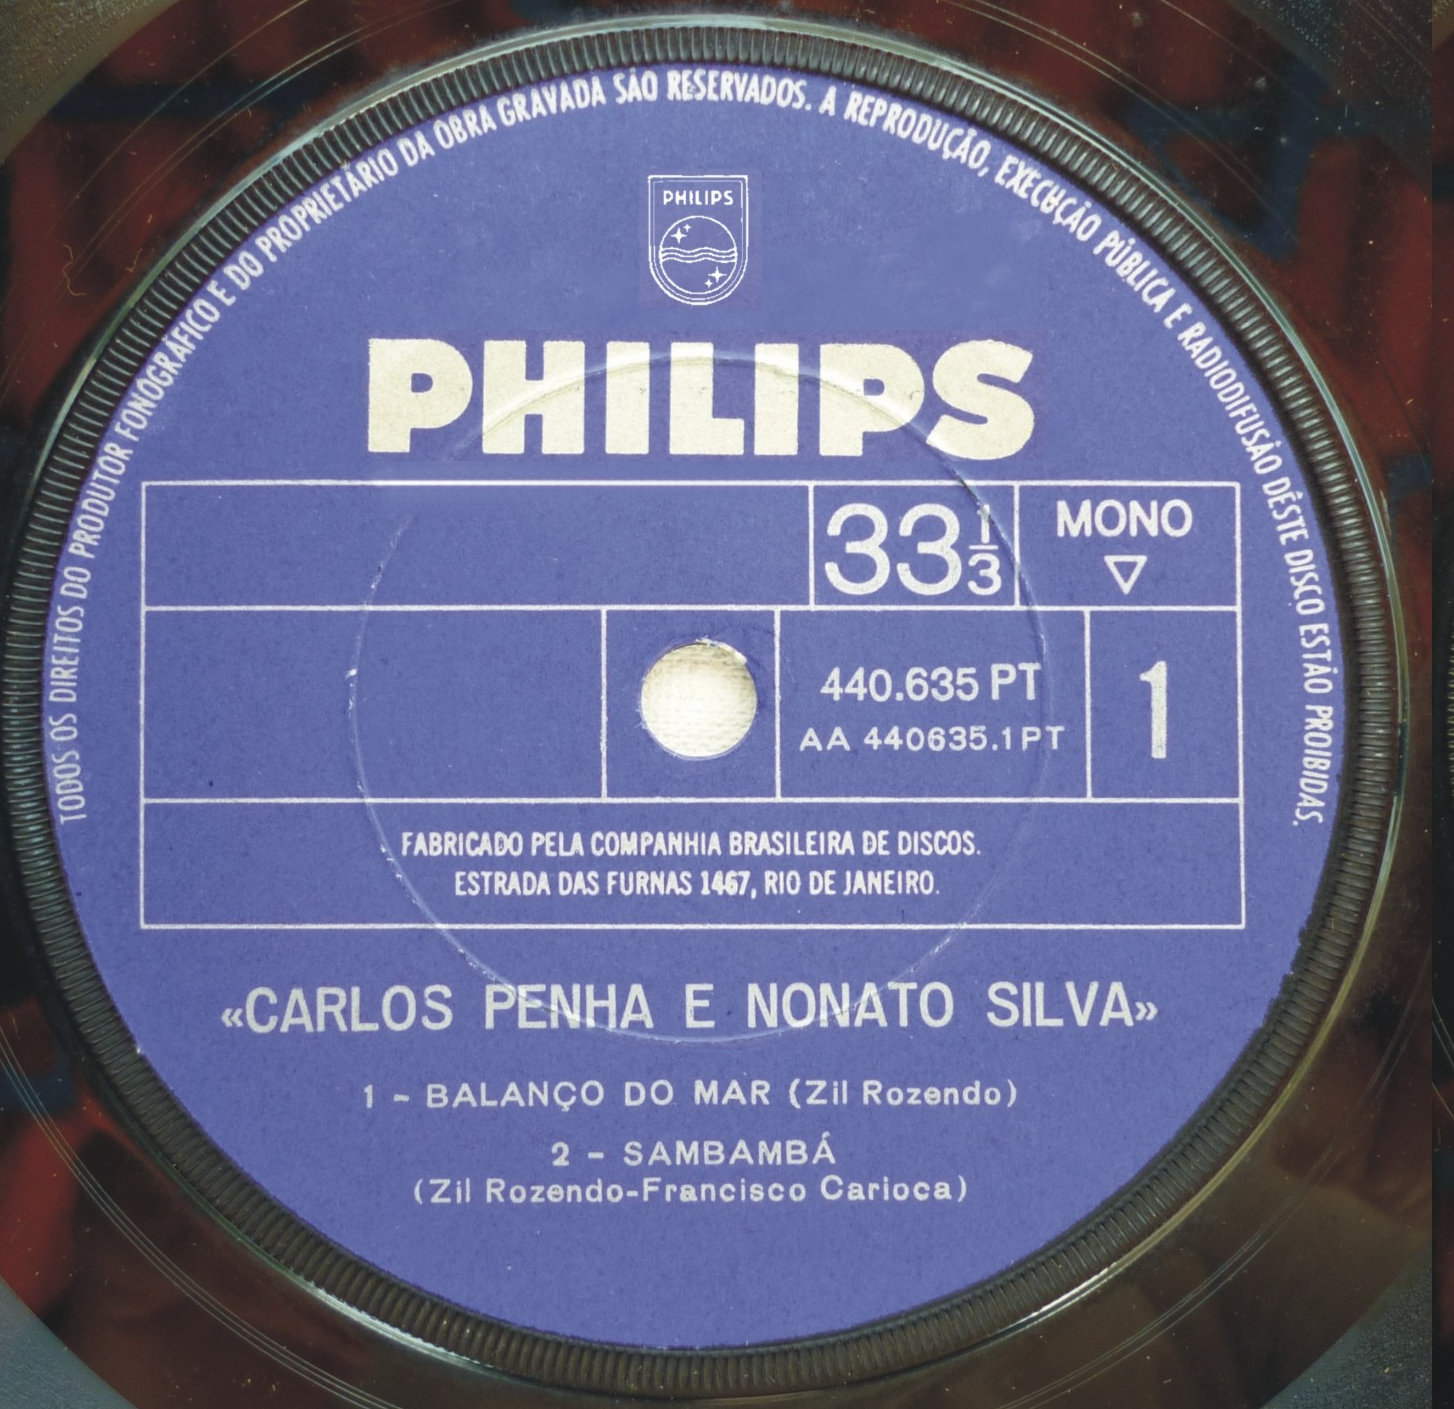 TODOS OS DIREITOS DO PRODUTOR FONOGRÁFICO E DO PROPRIETÁRIO DA OBRA GRAVADA SÃO RESERVADOS. A REPRODUÇÃO, EXECUÇÃO PÚBLICA E RADIODIFUSÃO DÊSTE DISCO ESTÃO PROIBIDAS.
PHILIPS
PHILIPS
33 1/3 MONO
440.635 PT
AA 440635.1 PT
1
FABRICADO PELA COMPANHIA BRASILEIRA DE DISCOS.
ESTRADA DAS FURNAS 1467, RIO DE JANEIRO.
«CARLOS PENHA E NONATO SILVA»
1 - BALANÇO DO MAR (Zil Rozendo)
2 - SAMBAMBÁ
(Zil Rozendo-Francisco Carioca)